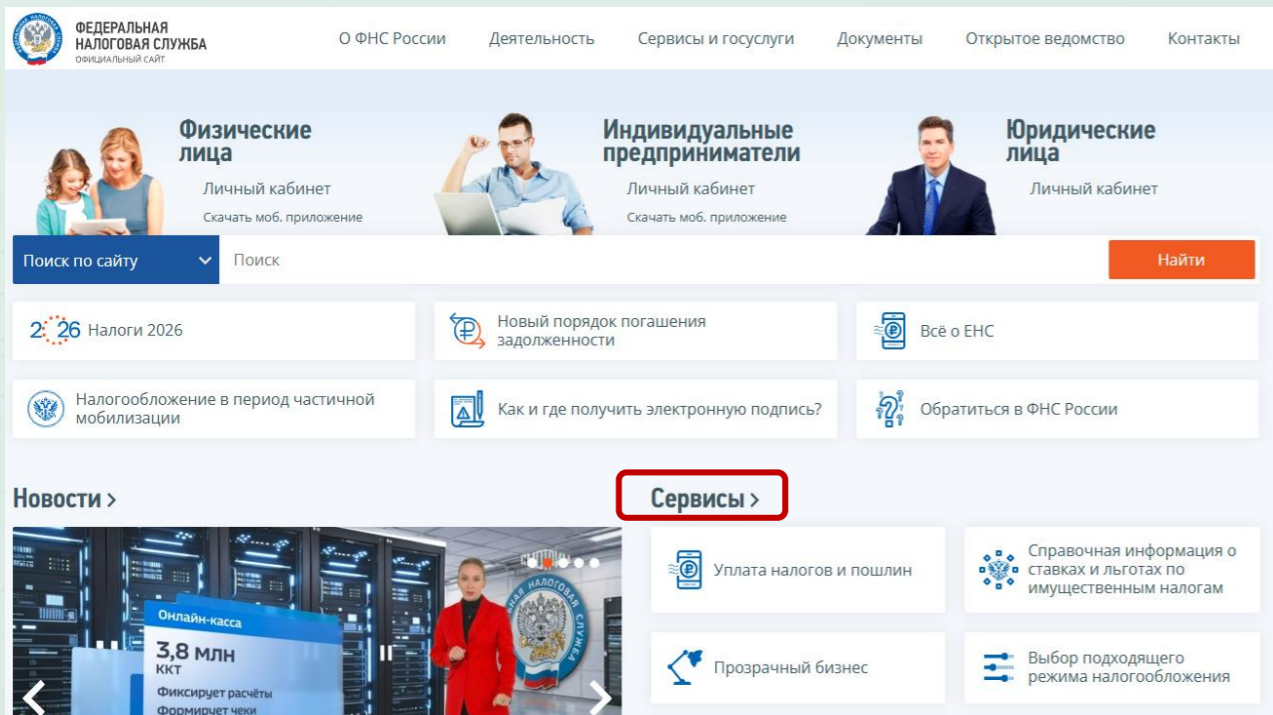 ФЕДЕРАЛЬНАЯ
НАЛОГОВАЯ СЛУЖБА
ОФИЦИАЛЬНЫЙ САЙТ
О ФНС России Деятельность Сервисы и госуслуги Документы Открытое ведомство Контакты
Физические
лица
Личный кабинет
Скачать моб. приложение
Индивидуальные
предприниматели
Личный кабинет
Скачать моб. приложение
Юридические
лица
Личный кабинет
Поиск по сайту Поиск Найти
2026 Налоги 2026
Новый порядок погашения
задолженности
Всё о ЕНС
Налогообложение в период частичной
мобилизации
Как и где получить электронную подпись?
Обратиться в ФНС России
Новости >
Онлайн-касса
3,8 млн
ККТ
Фиксирует расчёты
Формирует чеки
НАЛОГОВАЯ СЛУЖБА
Сервисы >
Уплата налогов и пошлин
Справочная информация о
ставках и льготах по
имущественным налогам
Прозрачный бизнес
Выбор подходящего
режима налогообложения